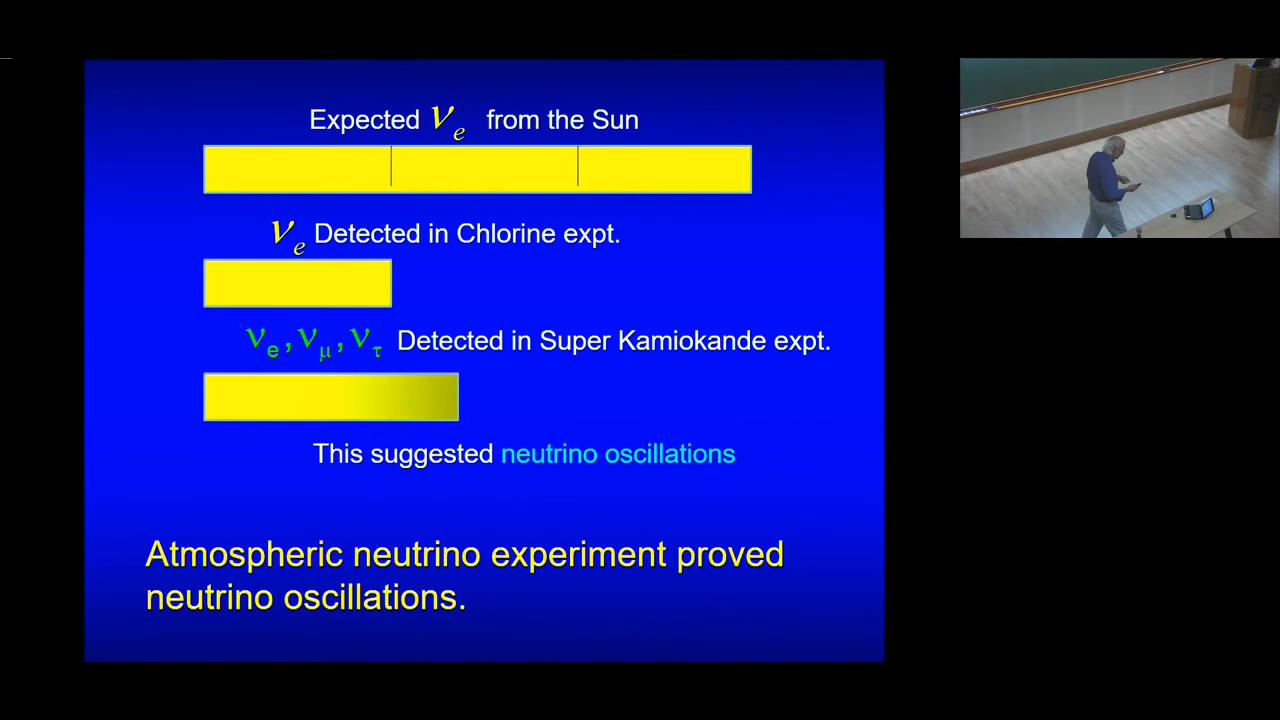 Expected νe from the Sun
νe Detected in Chlorine expt.
νe, νμ, ντ Detected in Super Kamiokande expt.
This suggested neutrino oscillations
Atmospheric neutrino experiment proved
neutrino oscillations.